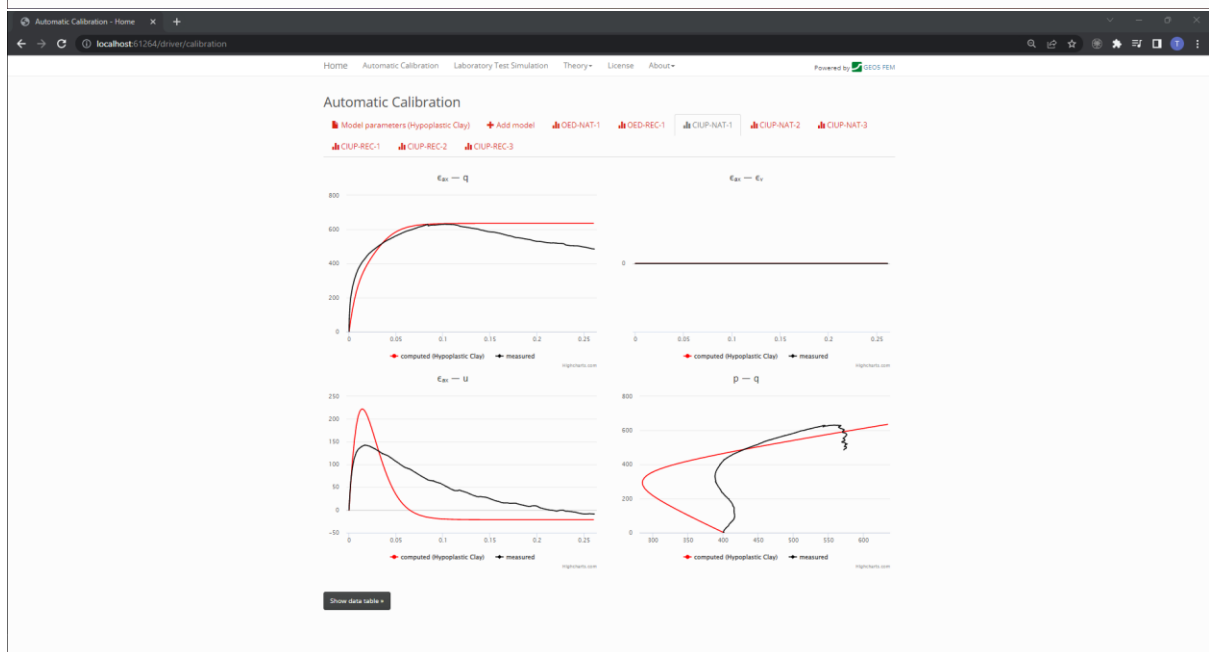 Automatic Calibration - Home
localhost:61264/driver/calibration
Home Automatic Calibration Laboratory Test Simulation Theory License About Powered by GEO5 FEM
Automatic Calibration
Model parameters (Hypoplastic Clay) Add model OED-NAT-1 OED-REC-1 CIUP-NAT-1 CIUP-NAT-2 CIUP-NAT-3
CIUP-REC-1 CIUP-REC-2 CIUP-REC-3
εax — q
800
600
400
200
0
0 0.05 0.1 0.15 0.2 0.25
computed (Hypoplastic Clay) measured
Highcharts.com
εax — εv
0
0 0.05 0.1 0.15 0.2 0.25
computed (Hypoplastic Clay) measured
Highcharts.com
εax — u
250
200
150
100
50
0
-50
0 0.05 0.1 0.15 0.2 0.25
computed (Hypoplastic Clay) measured
Highcharts.com
p — q
800
600
400
200
0
300 350 400 450 500 550 600
computed (Hypoplastic Clay) measured
Highcharts.com
Show data table »